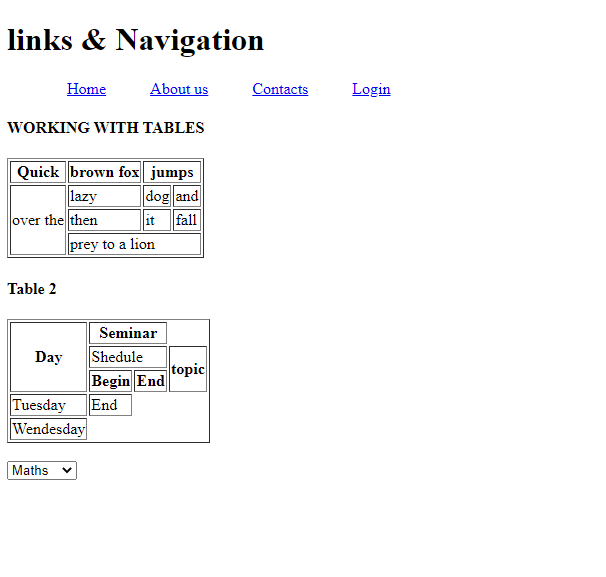 links & Navigation
Home About us Contacts Login
WORKING WITH TABLES
Quick brown fox jumps
lazy dog and
over the then it fall
prey to a lion
Table 2
Seminar
Day Shedule
topic
Begin End
Tuesday End
Wendesday
Maths